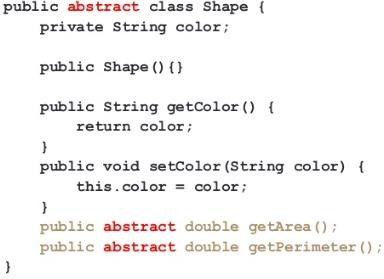 public abstract class Shape {
    private String color;

    public Shape(){}

    public String getColor() {
        return color;
    }
    public void setColor(String color) {
        this.color = color;
    }
    public abstract double getArea();
    public abstract double getPerimeter();
}